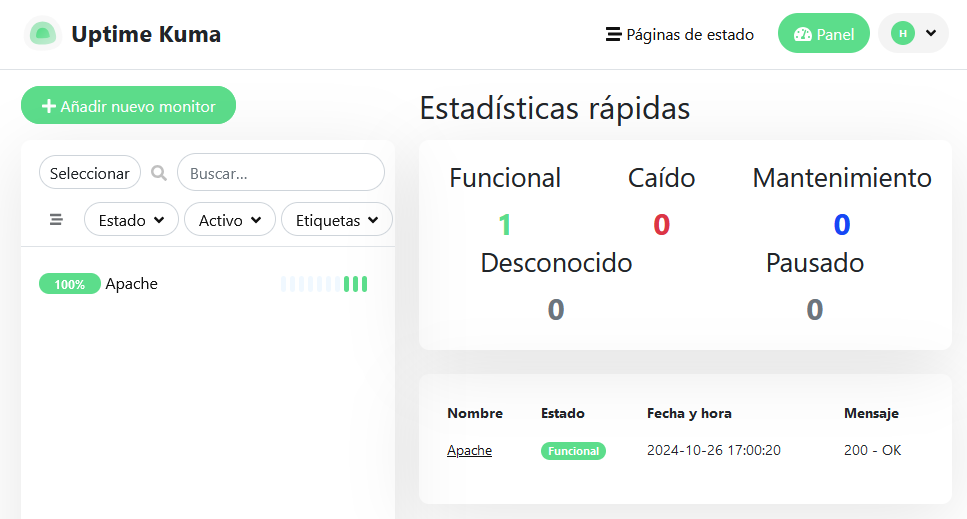 Uptime Kuma
Páginas de estado
Panel
H
Añadir nuevo monitor
Seleccionar
Buscar...
Estado
Activo
Etiquetas
100% Apache
Estadísticas rápidas
Funcional Caído Mantenimiento
1 0 0
Desconocido Pausado
0 0
Nombre Estado Fecha y hora Mensaje
Apache Funcional 2024-10-26 17:00:20 200 - OK